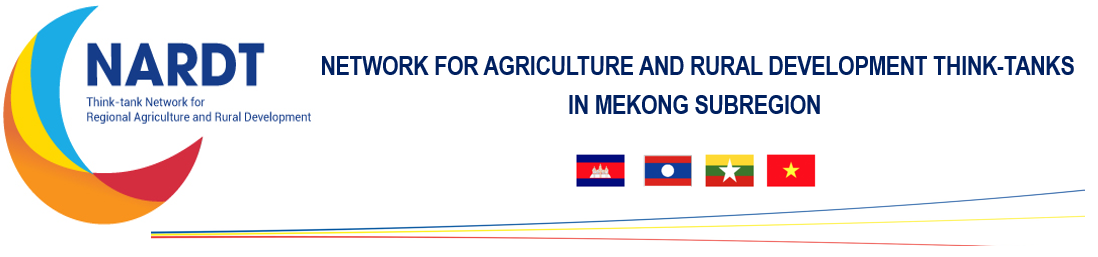 NARDT
Think-tank Network for
Regional Agriculture and Rural Development
NETWORK FOR AGRICULTURE AND RURAL DEVELOPMENT THINK-TANKS
IN MEKONG SUBREGION